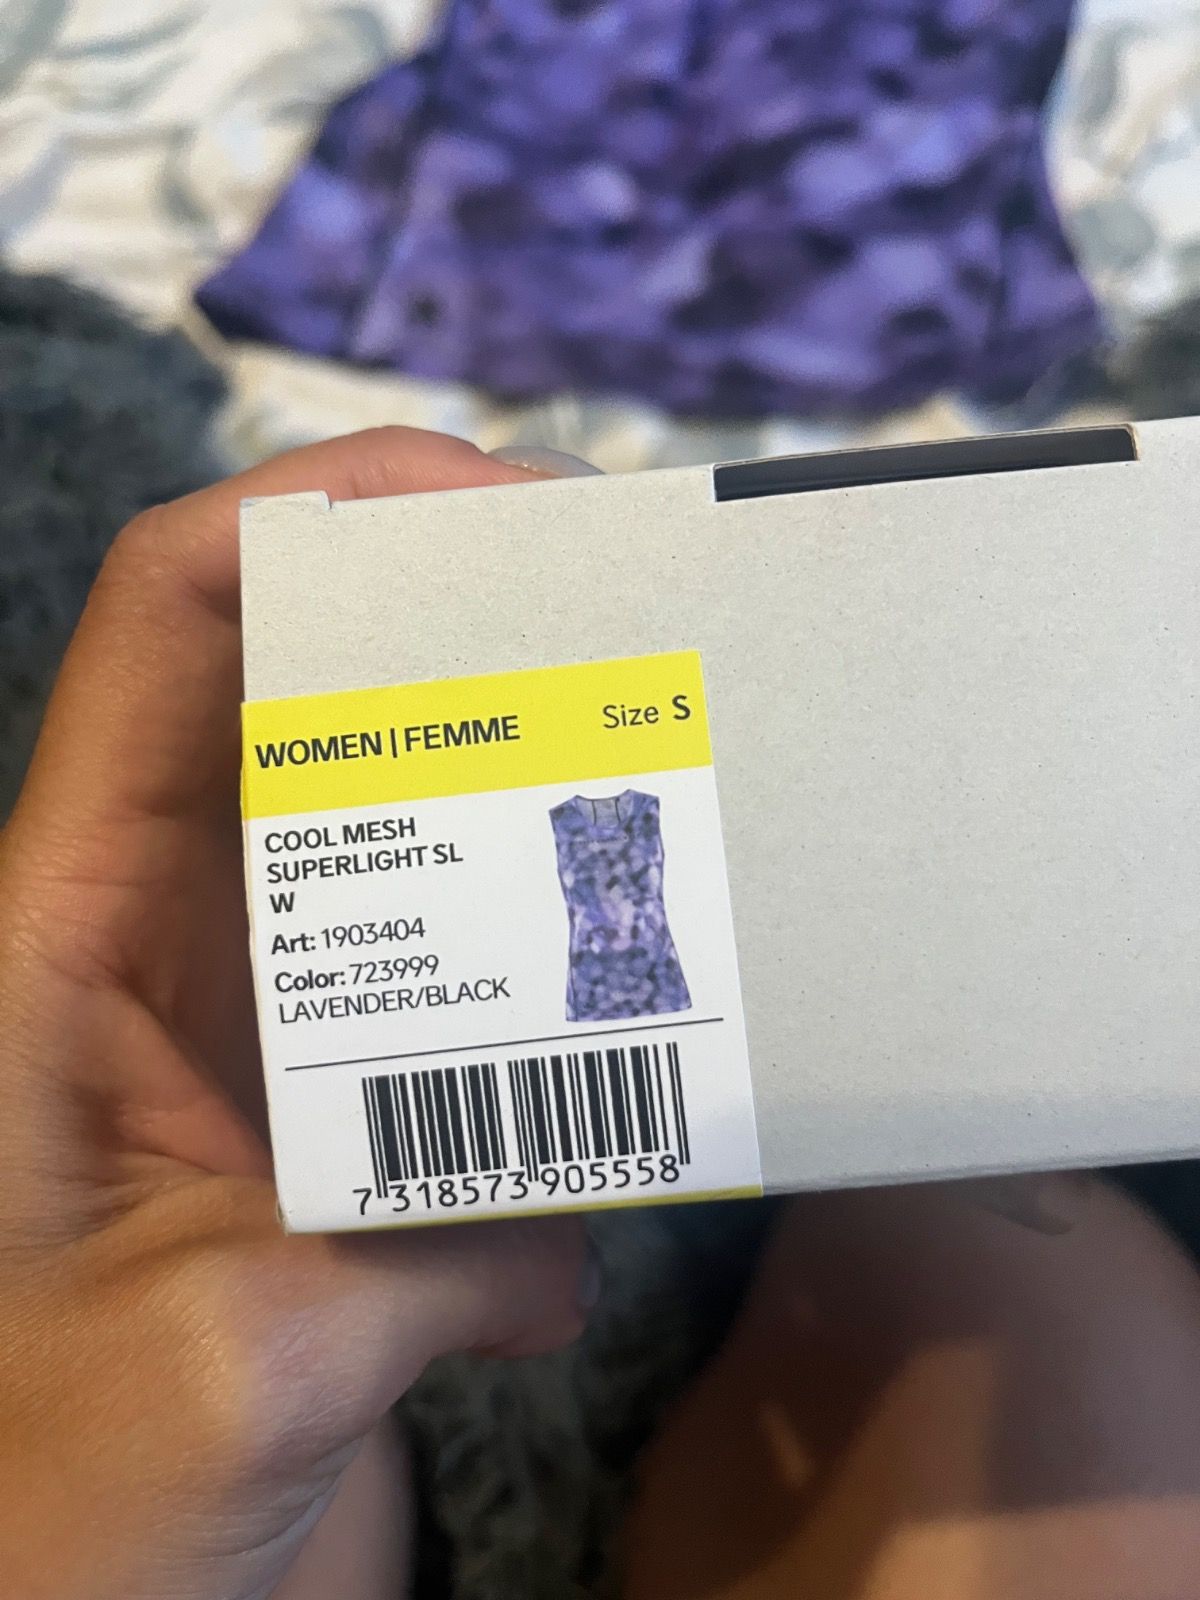 WOMEN | FEMME
Size S
COOL MESH
SUPERLIGHT SL
W
Art: 1903404
Color: 723999
LAVENDER/BLACK
7 318573 905558